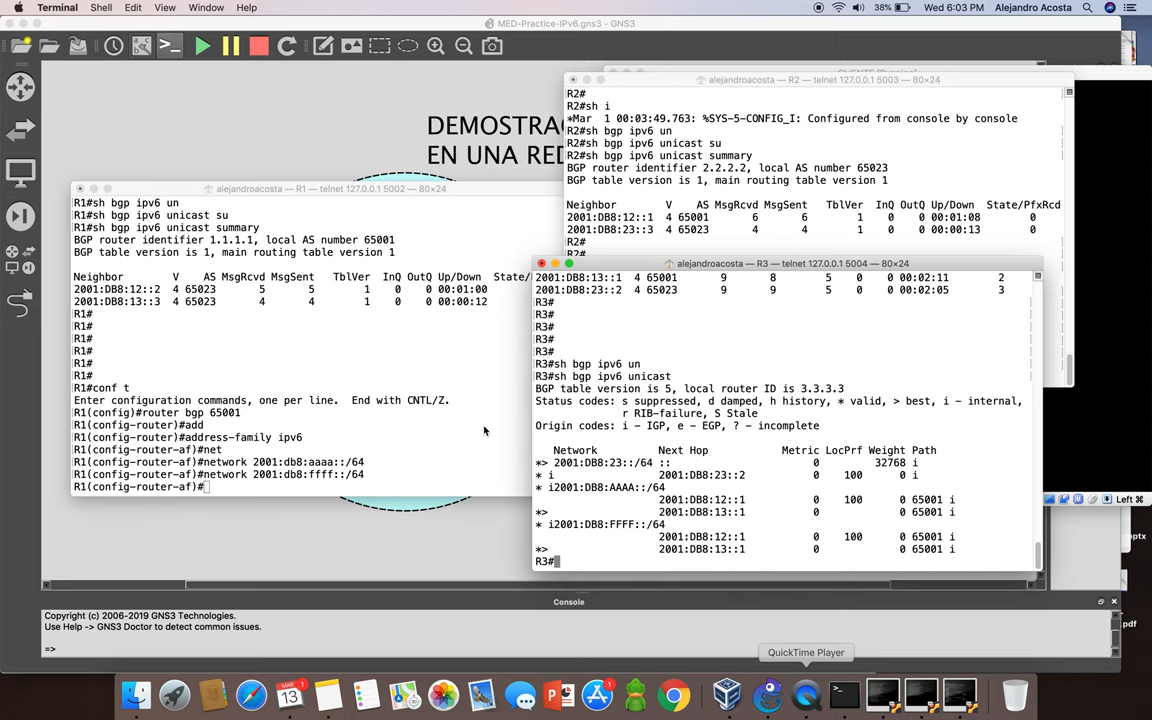 Terminal Shell Edit View Window Help
38% Wed 6:03 PM Alejandro Acosta
MED-Practice-IPv6.gns3 - GNS3
DEMOSTRA
EN UNA RED
alejandroacosta — R2 — telnet 127.0.0.1 5003 — 80×24
R2#
R2#sh i
*Mar  1 00:03:49.763: %SYS-5-CONFIG_I: Configured from console by console
R2#sh bgp ipv6 un
R2#sh bgp ipv6 unicast su
R2#sh bgp ipv6 unicast summary
BGP router identifier 2.2.2.2, local AS number 65023
BGP table version is 1, main routing table version 1
Neighbor V AS MsgRcvd MsgSent TblVer InQ OutQ Up/Down State/PfxRcd
2001:DB8:12::1 4 65001 6 6 1 0 0 00:01:08 0
2001:DB8:23::3 4 65023 4 4 1 0 0 00:00:13 0
R2#
R2#
alejandroacosta — R1 — telnet 127.0.0.1 5002 — 80×24
R1#sh bgp ipv6 un
R1#sh bgp ipv6 unicast su
R1#sh bgp ipv6 unicast summary
BGP router identifier 1.1.1.1, local AS number 65001
BGP table version is 1, main routing table version 1
Neighbor V AS MsgRcvd MsgSent TblVer InQ OutQ Up/Down State/
2001:DB8:12::2 4 65023 5 5 1 0 0 00:01:00
2001:DB8:13::3 4 65023 4 4 1 0 0 00:00:12
R1#
R1#
R1#
R1#
R1#
R1#
R1#conf t
Enter configuration commands, one per line.  End with CNTL/Z.
R1(config)#router bgp 65001
R1(config-router)#add
R1(config-router)#address-family ipv6
R1(config-router-af)#net
R1(config-router-af)#network 2001:db8:aaaa::/64
R1(config-router-af)#network 2001:db8:ffff::/64
R1(config-router-af)#
alejandroacosta — R3 — telnet 127.0.0.1 5004 — 80×24
2001:DB8:13::1 4 65001 9 8 5 0 0 00:02:11 2
2001:DB8:23::2 4 65023 9 9 5 0 0 00:02:05 3
R3#
R3#
R3#
R3#
R3#
R3#sh bgp ipv6 un
R3#sh bgp ipv6 unicast
BGP table version is 5, local router ID is 3.3.3.3
Status codes: s suppressed, d damped, h history, * valid, > best, i - internal,
r RIB-failure, S Stale
Origin codes: i - IGP, e - EGP, ? - incomplete
Network Next Hop Metric LocPrf Weight Path
*> 2001:DB8:23::/64 :: 0 32768 i
* i 2001:DB8:23::2 0 100 0 i
* i2001:DB8:AAAA::/64
2001:DB8:12::1 0 100 0 65001 i
*> 2001:DB8:13::1 0 0 65001 i
* i2001:DB8:FFFF::/64
2001:DB8:12::1 0 100 0 65001 i
*> 2001:DB8:13::1 0 0 65001 i
R3#
Left ⌘
pptx
.pdf
Console
Copyright (c) 2006-2019 GNS3 Technologies.
Use Help -> GNS3 Doctor to detect common issues.
=>
QuickTime Player
MAR
13
1
1